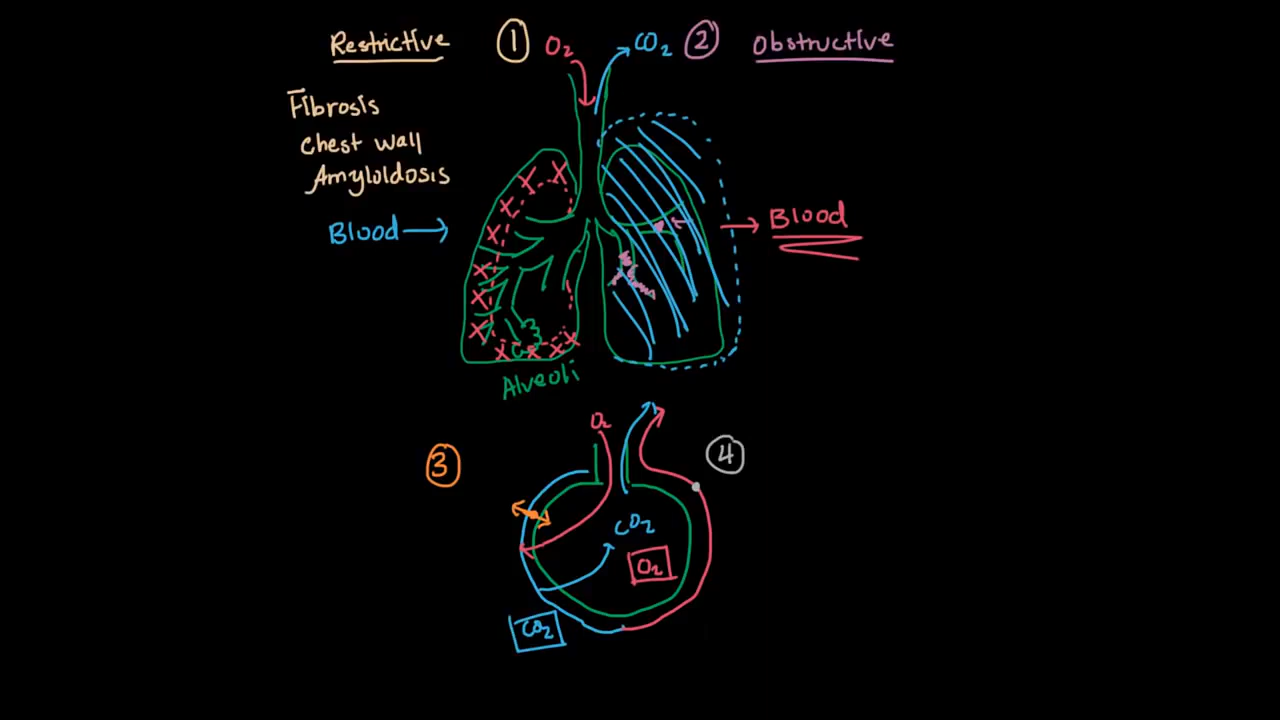 Restrictive
1
O₂
CO₂
2
Obstructive
Fibrosis
Chest wall
Amyloidosis
Blood
Blood
Alveoli
O₂
3
4
CO₂
O₂
CO₂